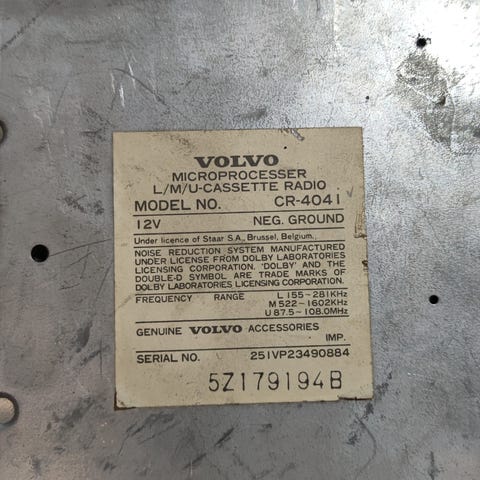 VOLVO
MICROPROCESSER
L/M/U-CASSETTE RADIO
MODEL NO. CR-4041
12V NEG. GROUND
Under licence of Staar S.A., Brussel, Belgium.
NOISE REDUCTION SYSTEM MANUFACTURED
UNDER LICENSE FROM DOLBY LABORATORIES
LICENSING CORPORATION. 'DOLBY' AND THE
DOUBLE-D SYMBOL ARE TRADE MARKS OF
DOLBY LABORATORIES LICENSING CORPORATION.
FREQUENCY RANGE L 155-281KHz
M 522-1602KHz
U 87.5-108.0MHz
GENUINE VOLVO ACCESSORIES
IMP.
SERIAL NO. 251VP23490884
5Z179194B